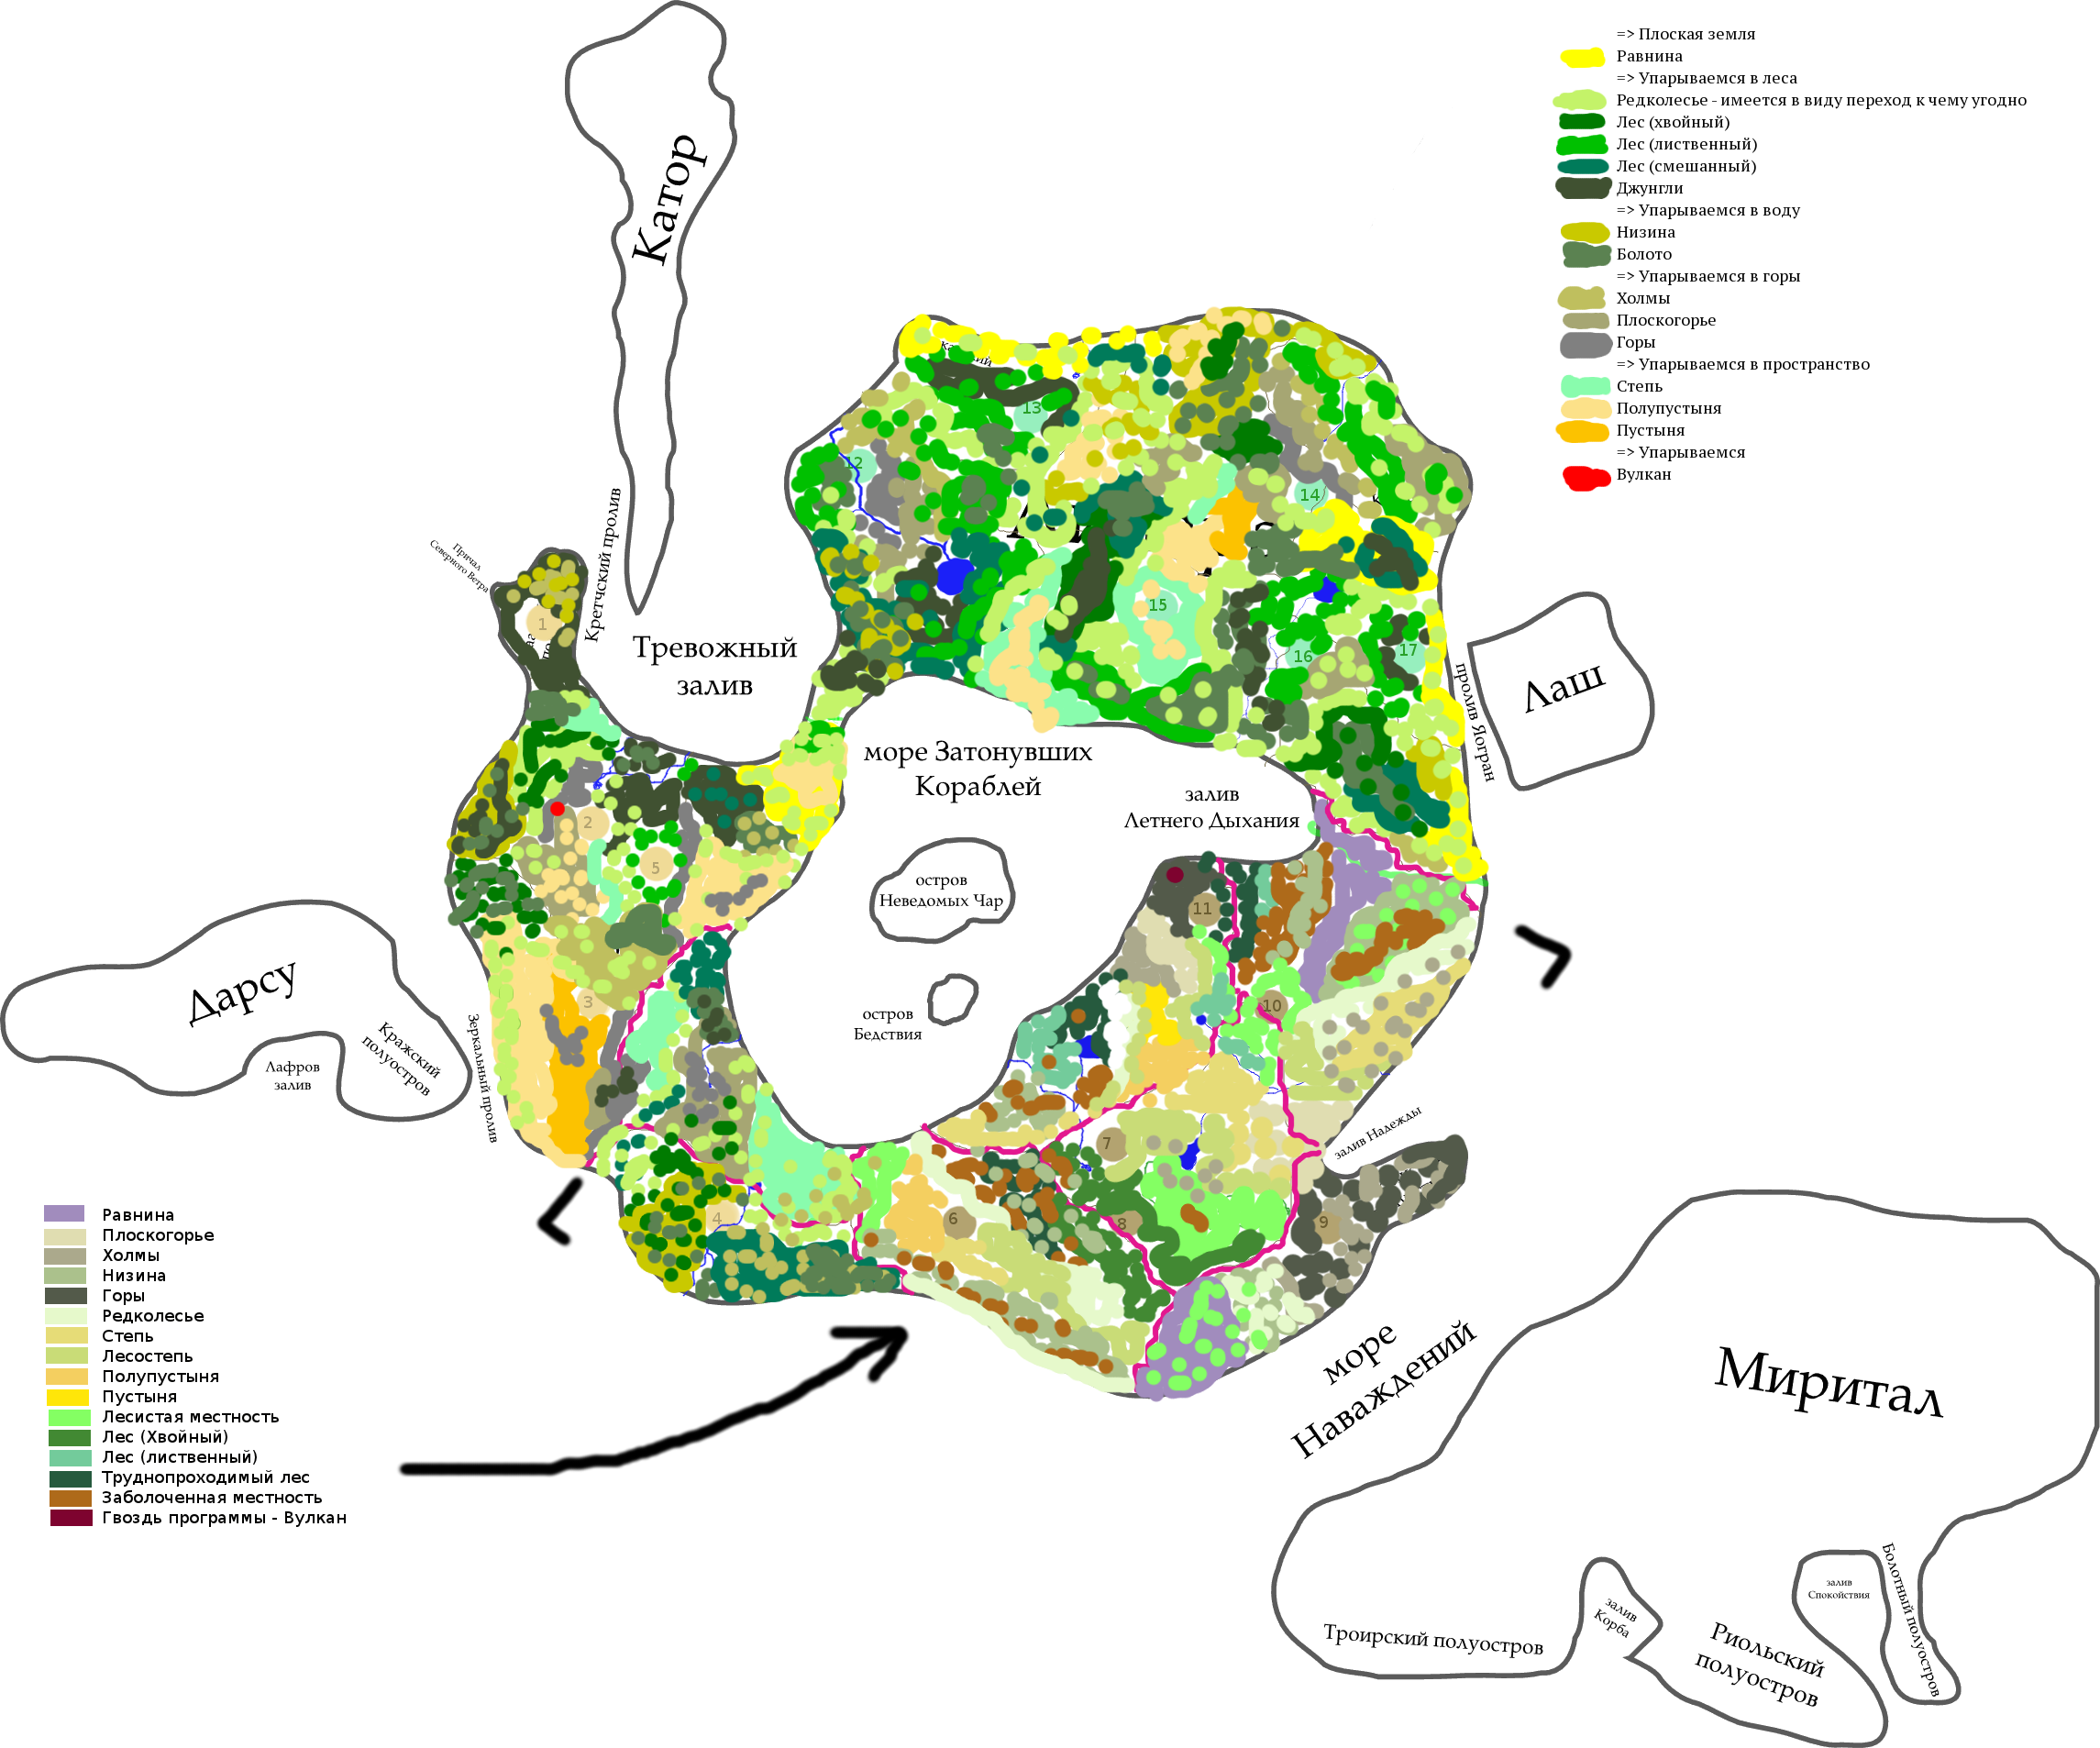 => Плоская земля
Равнина
=> Упарываемся в леса
Редколесье - имеется в виду переход к чему угодно
Лес (хвойный)
Лес (лиственный)
Лес (смешанный)
Джунгли
=> Упарываемся в воду
Низина
Болото
=> Упарываемся в горы
Холмы
Плоскогорье
Горы
=> Упарываемся в пространство
Степь
Полупустыня
Пустыня
=> Упарываемся
Вулкан
Катор
Кретчский пролив
Причал
Северного Ветра
Тревожный
залив
13
12
14
15
16
17
1
2
5
3
4
11
10
7
6
8
9
Лаш
пролив Яогран
море Затонувших
Кораблей
залив
Летнего Дыхания
остров
Неведомых Чар
остров
Бедствия
Дарсу
Кражский
полуостров
Лафров
залив
Зеркальный пролив
залив Надежды
море
Наваждений
Миритал
Троирский полуостров
залив
Корба
Риольский
полуостров
залив
Спокойствия
Болотный полуостров
Равнина
Плоскогорье
Холмы
Низина
Горы
Редколесье
Степь
Лесостепь
Полупустыня
Пустыня
Лесистая местность
Лес (Хвойный)
Лес (лиственный)
Труднопроходимый лес
Заболоченная местность
Гвоздь программы - Вулкан